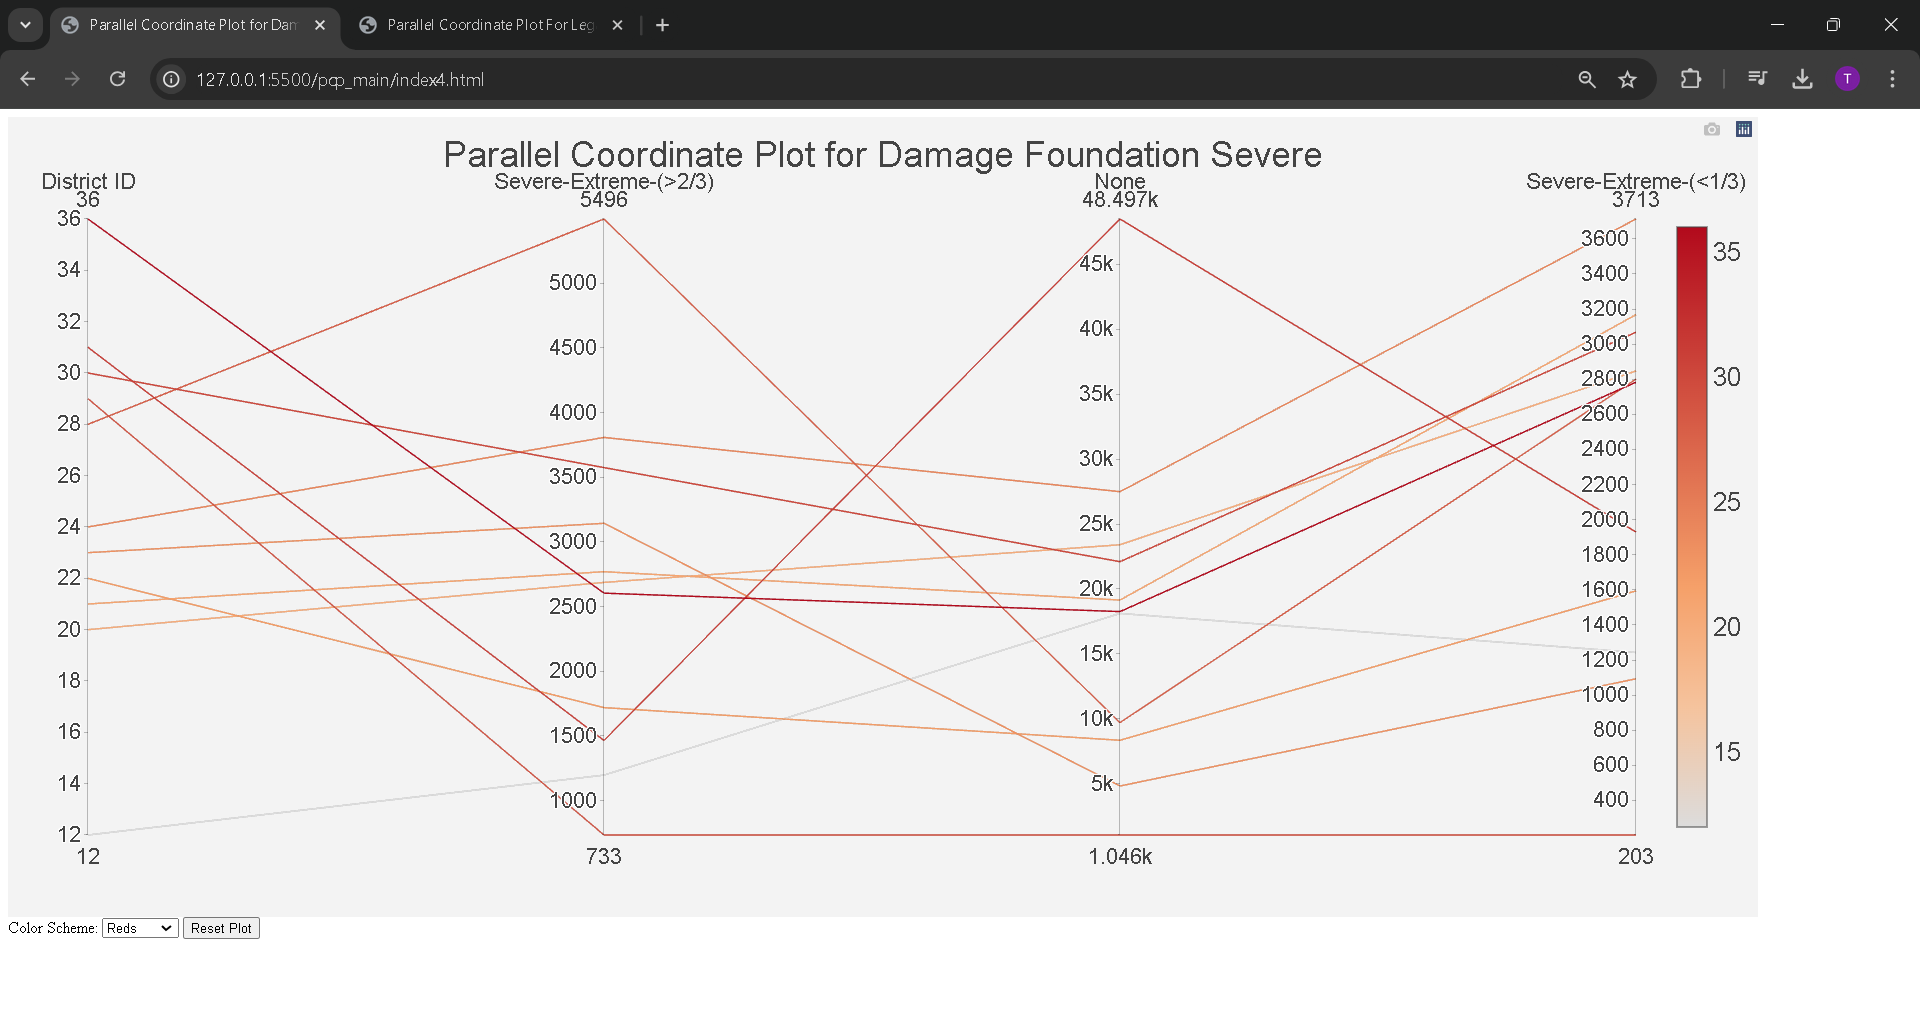 Parallel Coordinate Plot for Dam
Parallel Coordinate Plot For Leg
127.0.0.1:5500/pqp_main/index4.html
T
Parallel Coordinate Plot for Damage Foundation Severe
District ID
36
36
34
32
30
28
26
24
22
20
18
16
14
12
12
Severe-Extreme-(>2/3)
5496
5000
4500
4000
3500
3000
2500
2000
1500
1000
733
None
48.497k
45k
40k
35k
30k
25k
20k
15k
10k
5k
1.046k
Severe-Extreme-(<1/3)
3713
3600
3400
3200
3000
2800
2600
2400
2200
2000
1800
1600
1400
1200
1000
800
600
400
203
35
30
25
20
15
Color Scheme: Reds Reset Plot